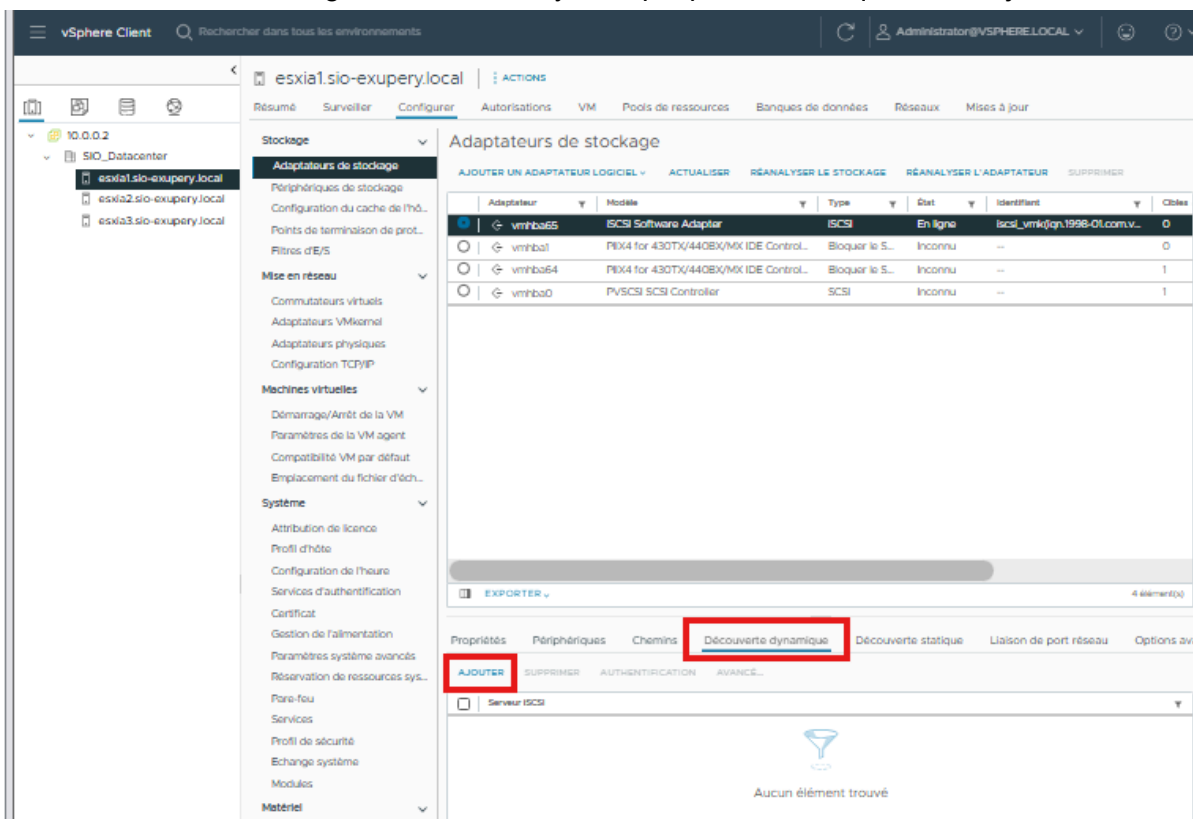 vSphere Client Rechercher dans tous les environnements Administrator@VSPHERE.LOCAL
esxia1.sio-exupery.local ACTIONS
Résumé Surveiller Configurer Autorisations VM Pools de ressources Banques de données Réseaux Mises à jour
10.0.0.2
SIO_Datacenter
esxia1.sio-exupery.local
esxia2.sio-exupery.local
esxia3.sio-exupery.local
Stockage
Adaptateurs de stockage
Périphériques de stockage
Configuration du cache de l'hô...
Points de terminaison de prot...
Filtres d'E/S
Mise en réseau
Commutateurs virtuels
Adaptateurs VMkernel
Adaptateurs physiques
Configuration TCP/IP
Machines virtuelles
Démarrage/Arrêt de la VM
Paramètres de la VM agent
Compatibilité VM par défaut
Emplacement du fichier d'éch...
Système
Attribution de licence
Profil d'hôte
Configuration de l'heure
Services d'authentification
Certificat
Gestion de l'alimentation
Paramètres système avancés
Réservation de ressources sys...
Pare-feu
Services
Profil de sécurité
Echange système
Modules
Matériel
Adaptateurs de stockage
AJOUTER UN ADAPTATEUR LOGICIEL ACTUALISER RÉANALYSER LE STOCKAGE RÉANALYSER L'ADAPTATEUR SUPPRIMER
Adaptateur Modèle Type État Identifiant Cibles
vmhba65 iSCSI Software Adapter iSCSI En ligne iscsi_vmk(iqn.1998-01.com.v... 0
vmhba1 PIIX4 for 430TX/440BX/MX IDE Control... Bloquer le S... Inconnu -- 0
vmhba64 PIIX4 for 430TX/440BX/MX IDE Control... Bloquer le S... Inconnu -- 1
vmhba0 PVSCSI SCSI Controller SCSI Inconnu -- 1
EXPORTER 4 élément(s)
Propriétés Périphériques Chemins Découverte dynamique Découverte statique Liaison de port réseau Options av
AJOUTER SUPPRIMER AUTHENTIFICATION AVANCÉ...
Serveur iSCSI
Aucun élément trouvé